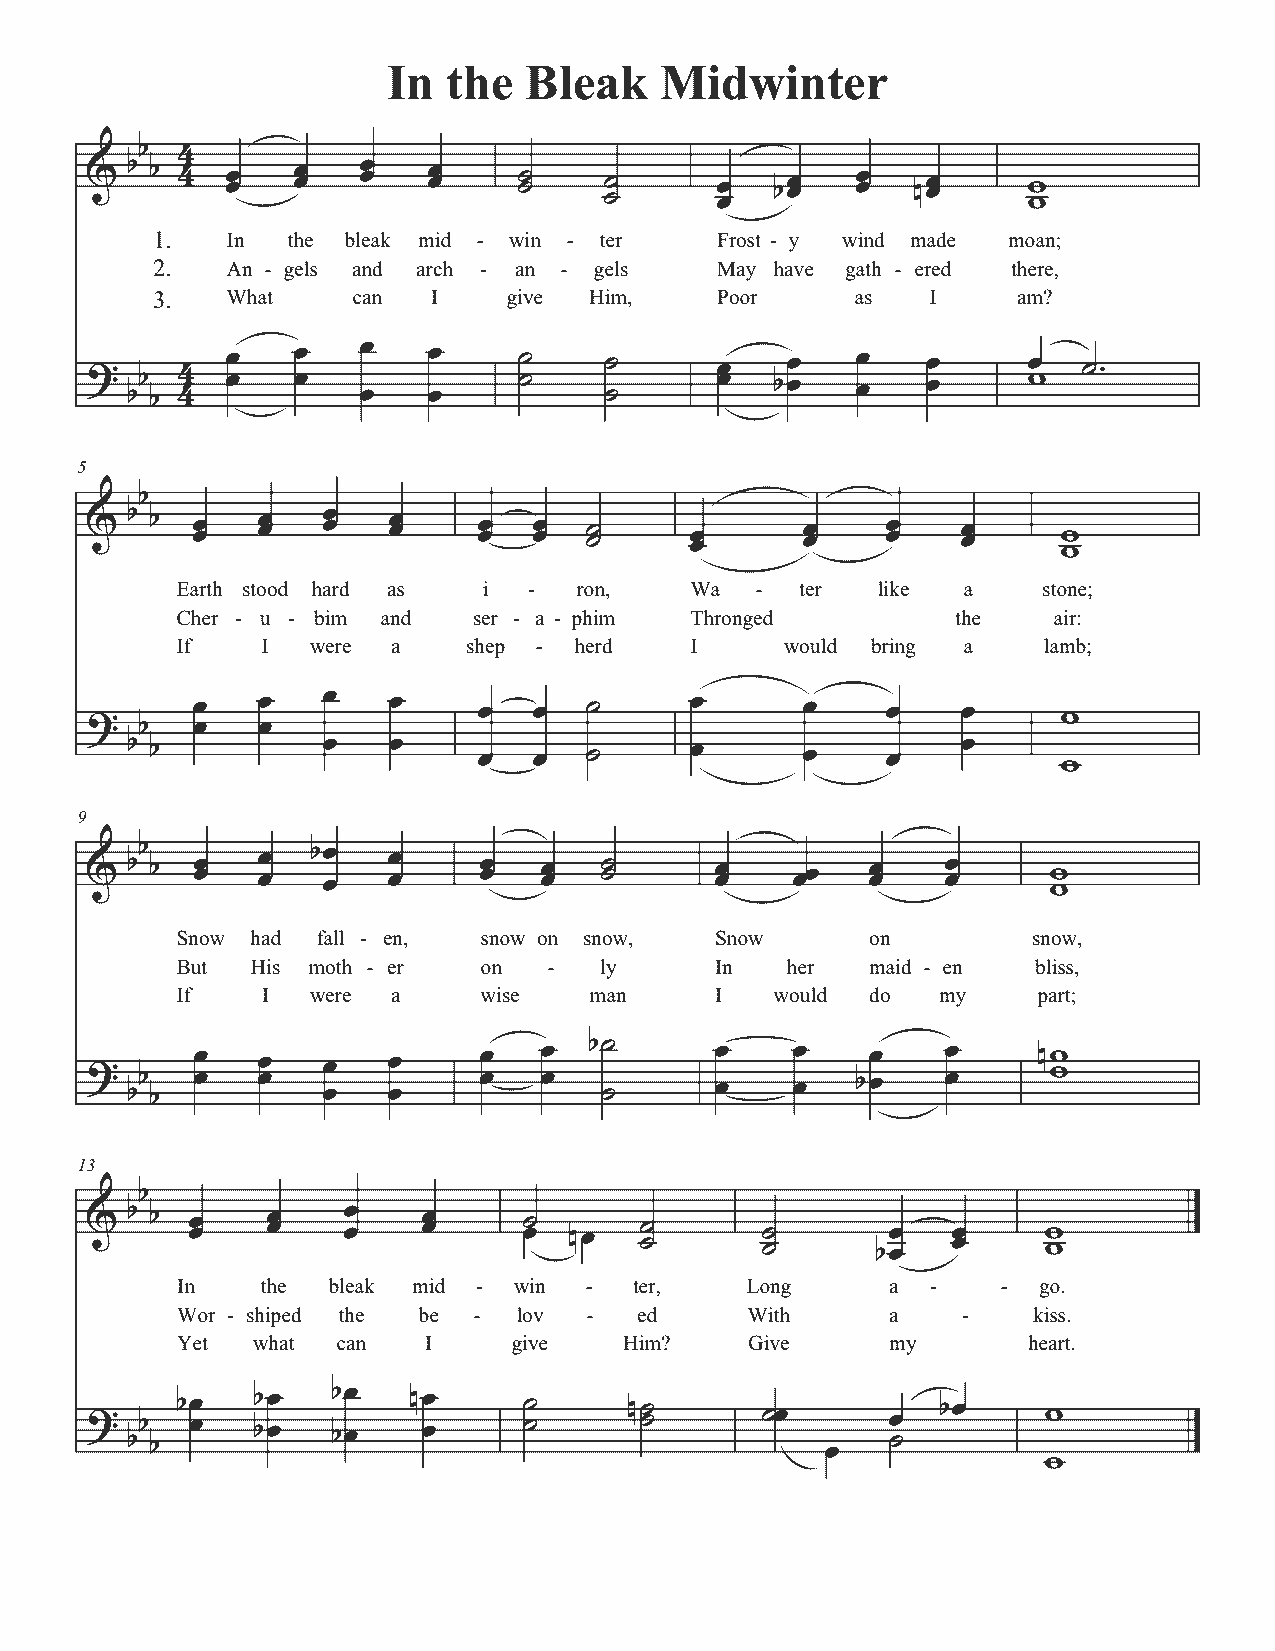 In the Bleak Midwinter
1. In the bleak mid - win - ter Frost - y wind made moan;
2. An - gels and arch - an - gels May have gath - ered there,
3. What can I give Him, Poor as I am?
5
Earth stood hard as i - ron, Wa - ter like a stone;
Cher - u - bim and ser - a - phim Thronged the air:
If I were a shep - herd I would bring a lamb;
9
Snow had fall - en, snow on snow, Snow on snow,
But His moth - er on - ly In her maid - en bliss,
If I were a wise man I would do my part;
13
In the bleak mid - win - ter, Long a - - go.
Wor - shiped the be - lov - ed With a - kiss.
Yet what can I give Him? Give my heart.